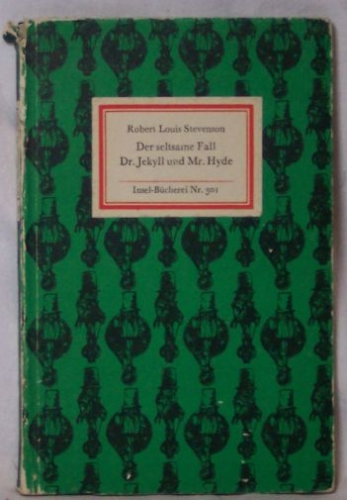 Robert Louis Stevenson
Der seltsame Fall
Dr. Jekyll und Mr. Hyde
Insel-Bücherei Nr. 501